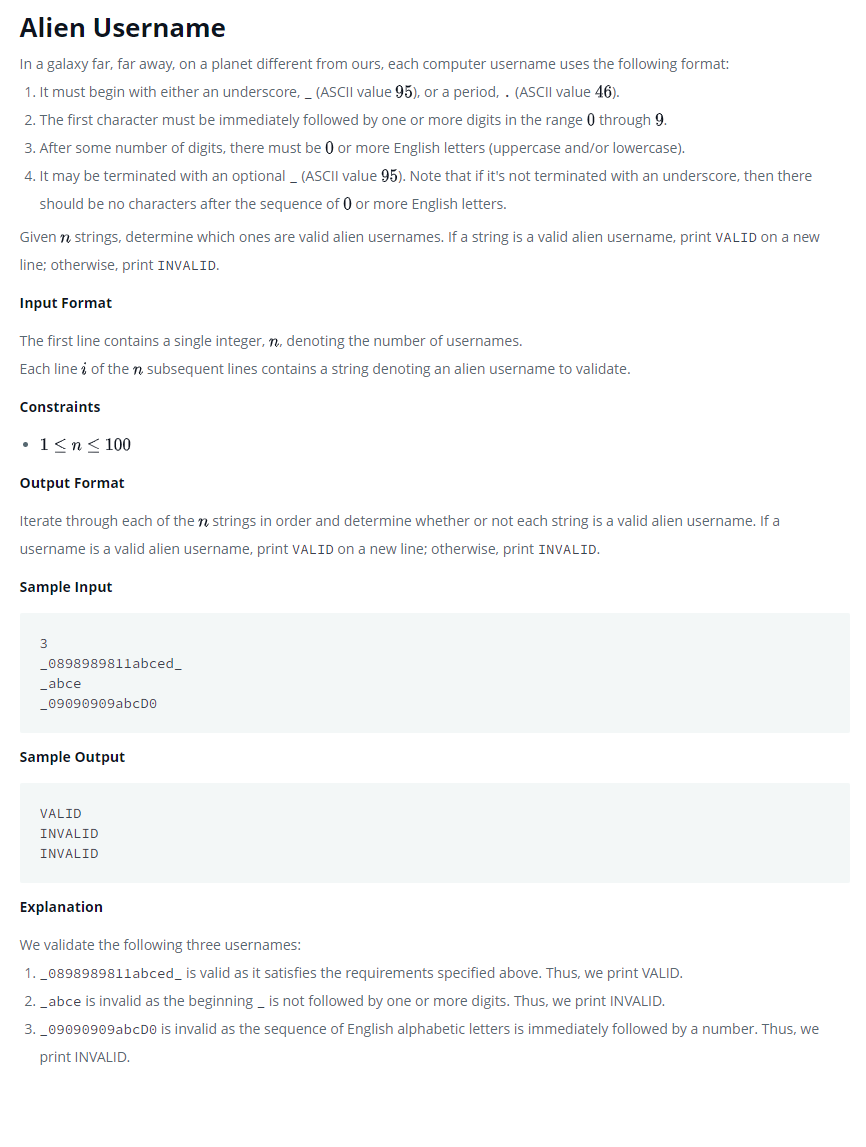 Alien Username
In a galaxy far, far away, on a planet different from ours, each computer username uses the following format:
1. It must begin with either an underscore, _ (ASCII value 95), or a period, . (ASCII value 46).
2. The first character must be immediately followed by one or more digits in the range 0 through 9.
3. After some number of digits, there must be 0 or more English letters (uppercase and/or lowercase).
4. It may be terminated with an optional _ (ASCII value 95). Note that if it's not terminated with an underscore, then there
should be no characters after the sequence of 0 or more English letters.
Given n strings, determine which ones are valid alien usernames. If a string is a valid alien username, print VALID on a new
line; otherwise, print INVALID.
Input Format
The first line contains a single integer, n, denoting the number of usernames.
Each line i of the n subsequent lines contains a string denoting an alien username to validate.
Constraints
• 1 ≤ n ≤ 100
Output Format
Iterate through each of the n strings in order and determine whether or not each string is a valid alien username. If a
username is a valid alien username, print VALID on a new line; otherwise, print INVALID.
Sample Input
3
_0898989811abced_
_abce
_09090909abcD0
Sample Output
VALID
INVALID
INVALID
Explanation
We validate the following three usernames:
1. _0898989811abced_ is valid as it satisfies the requirements specified above. Thus, we print VALID.
2. _abce is invalid as the beginning _ is not followed by one or more digits. Thus, we print INVALID.
3. _09090909abcD0 is invalid as the sequence of English alphabetic letters is immediately followed by a number. Thus, we
print INVALID.